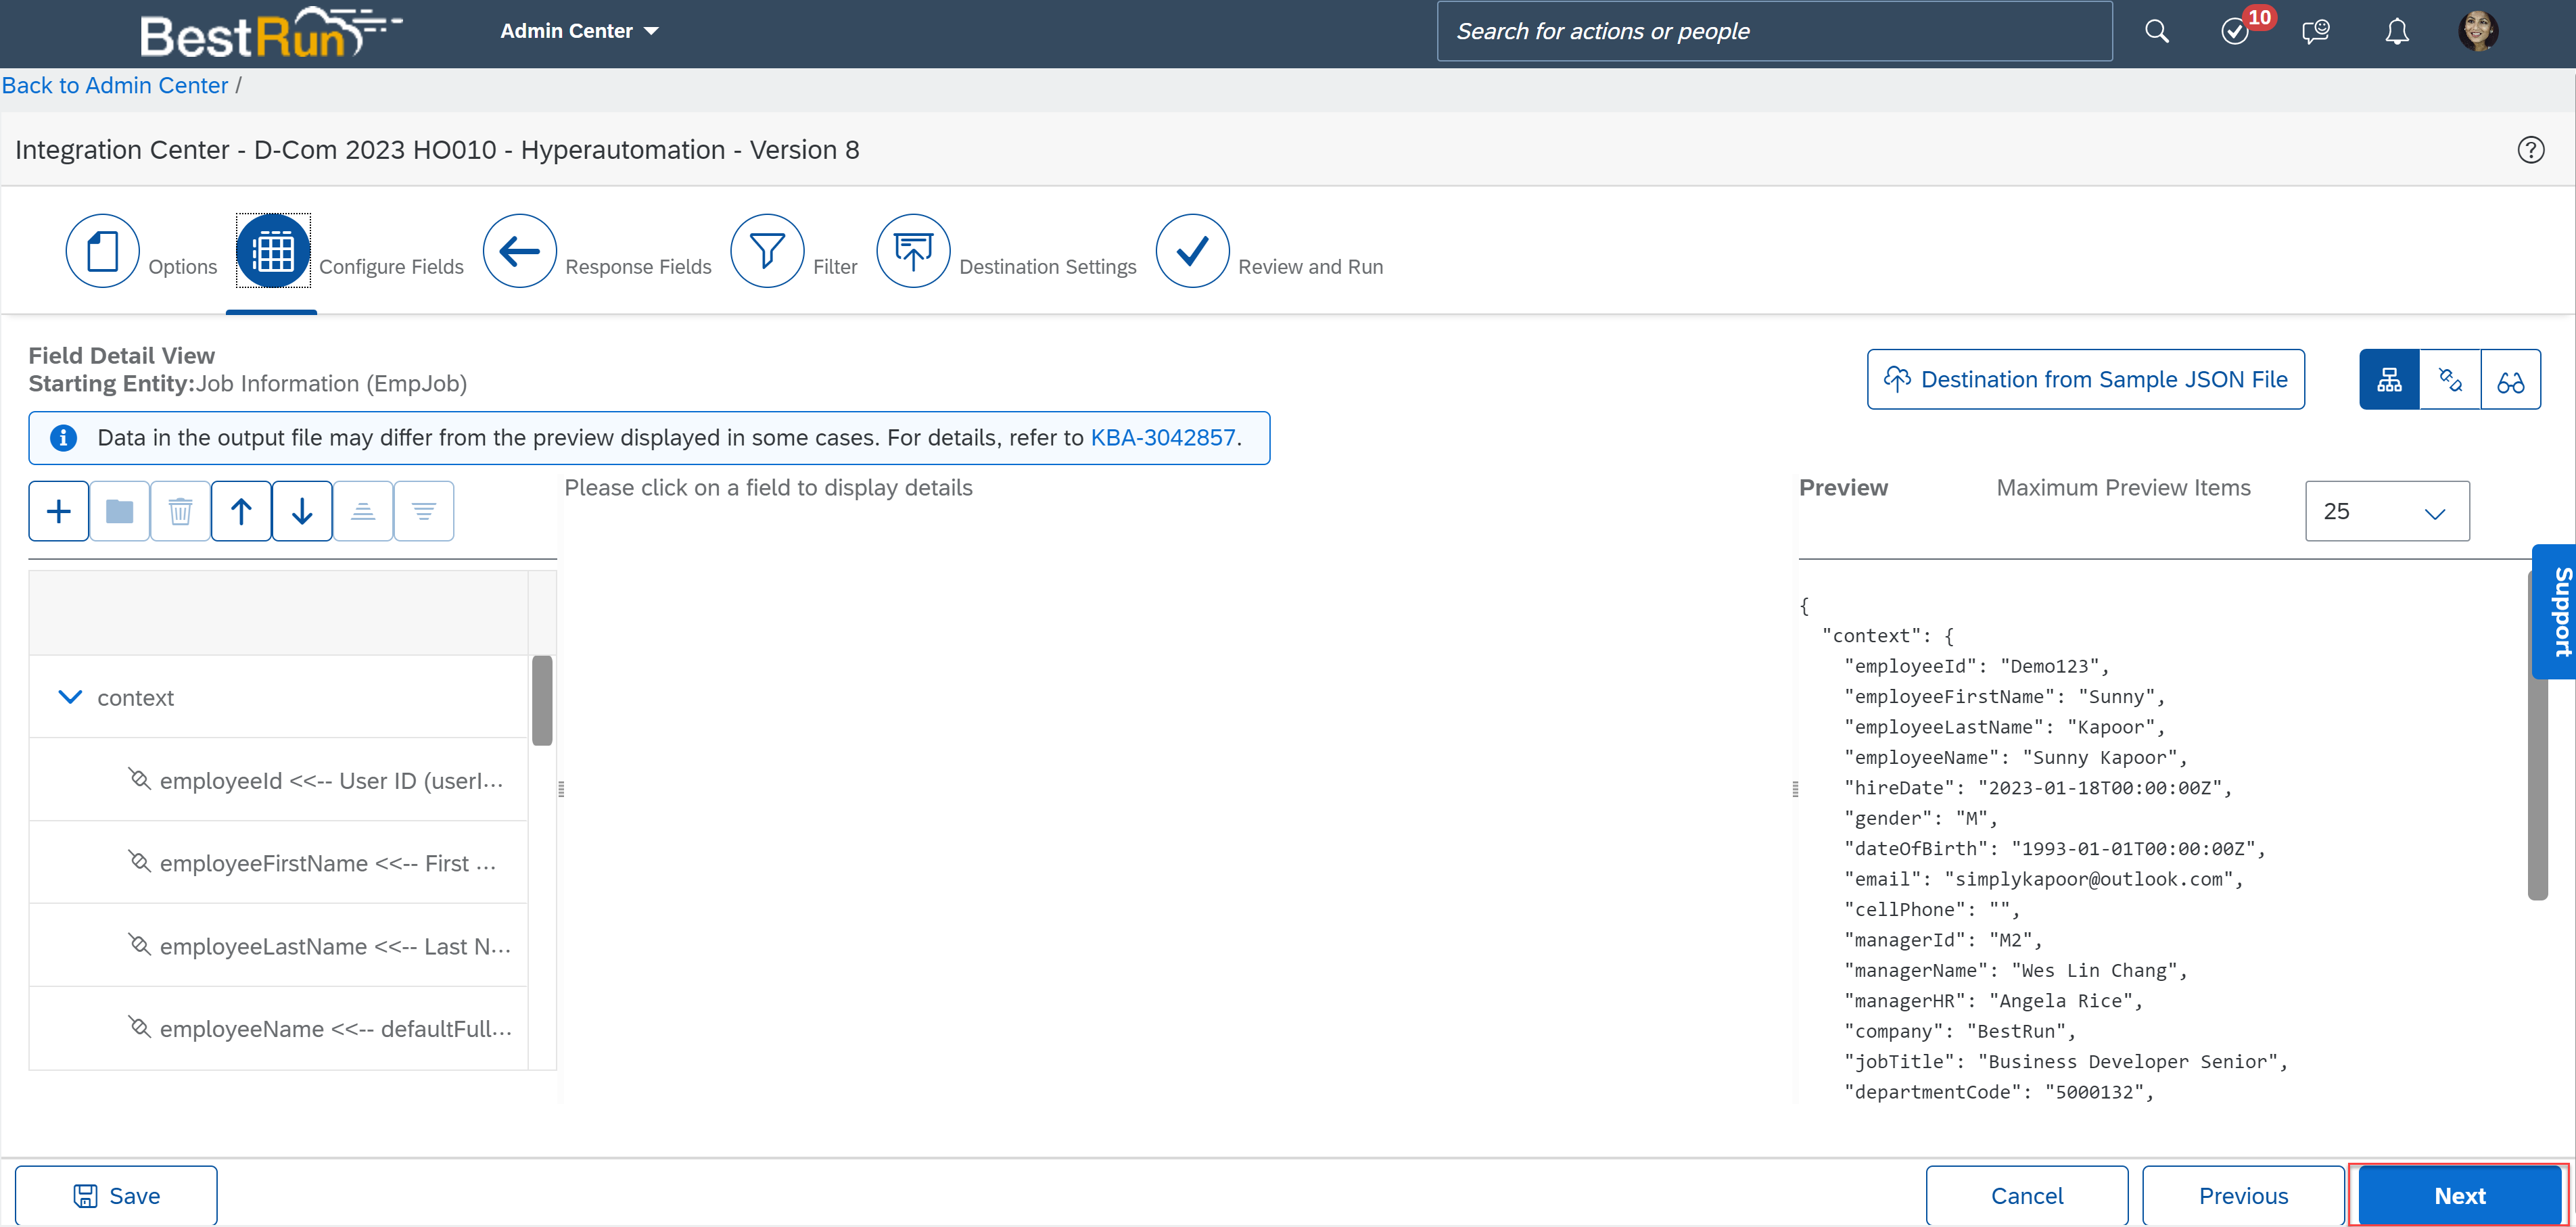 BestRun
Admin Center
Search for actions or people
10
Back to Admin Center /
Integration Center - D-Com 2023 HO010 - Hyperautomation - Version 8
Options
Configure Fields
Response Fields
Filter
Destination Settings
Review and Run
Field Detail View
Starting Entity:Job Information (EmpJob)
Destination from Sample JSON File
Data in the output file may differ from the preview displayed in some cases. For details, refer to KBA-3042857.
Please click on a field to display details
Preview
Maximum Preview Items
25
Support
context
employeeId <<-- User ID (userI...
employeeFirstName <<-- First ...
employeeLastName <<-- Last N...
employeeName <<-- defaultFull...
{
"context": {
"employeeId": "Demo123",
"employeeFirstName": "Sunny",
"employeeLastName": "Kapoor",
"employeeName": "Sunny Kapoor",
"hireDate": "2023-01-18T00:00:00Z",
"gender": "M",
"dateOfBirth": "1993-01-01T00:00:00Z",
"email": "simplykapoor@outlook.com",
"cellPhone": "",
"managerId": "M2",
"managerName": "Wes Lin Chang",
"managerHR": "Angela Rice",
"company": "BestRun",
"jobTitle": "Business Developer Senior",
"departmentCode": "5000132",
Save
Cancel
Previous
Next